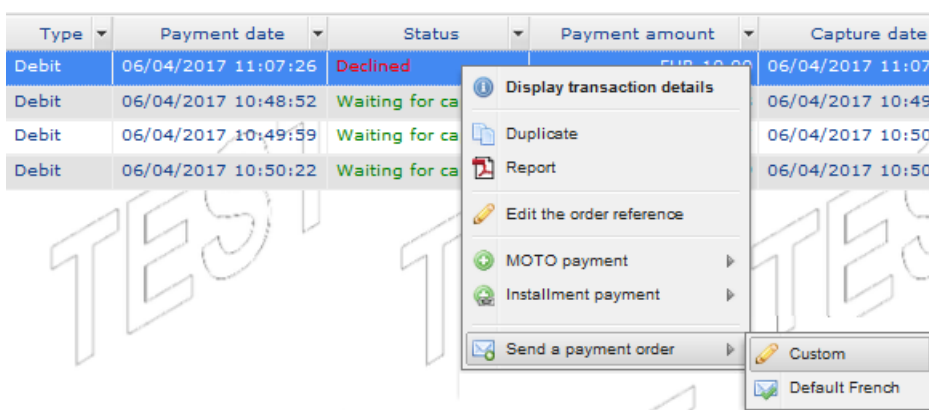 Type Payment date Status Payment amount Capture date
Debit 06/04/2017 11:07:26 Declined EUR 10.00 06/04/2017 11:07
Display transaction details
Debit 06/04/2017 10:48:52 Waiting for ca 06/04/2017 10:49
Duplicate
Debit 06/04/2017 10:49:59 Waiting for ca 06/04/2017 10:50
Report
Debit 06/04/2017 10:50:22 Waiting for ca 06/04/2017 10:50
Edit the order reference
TEST
MOTO payment
Installment payment
Send a payment order
Custom
Default French